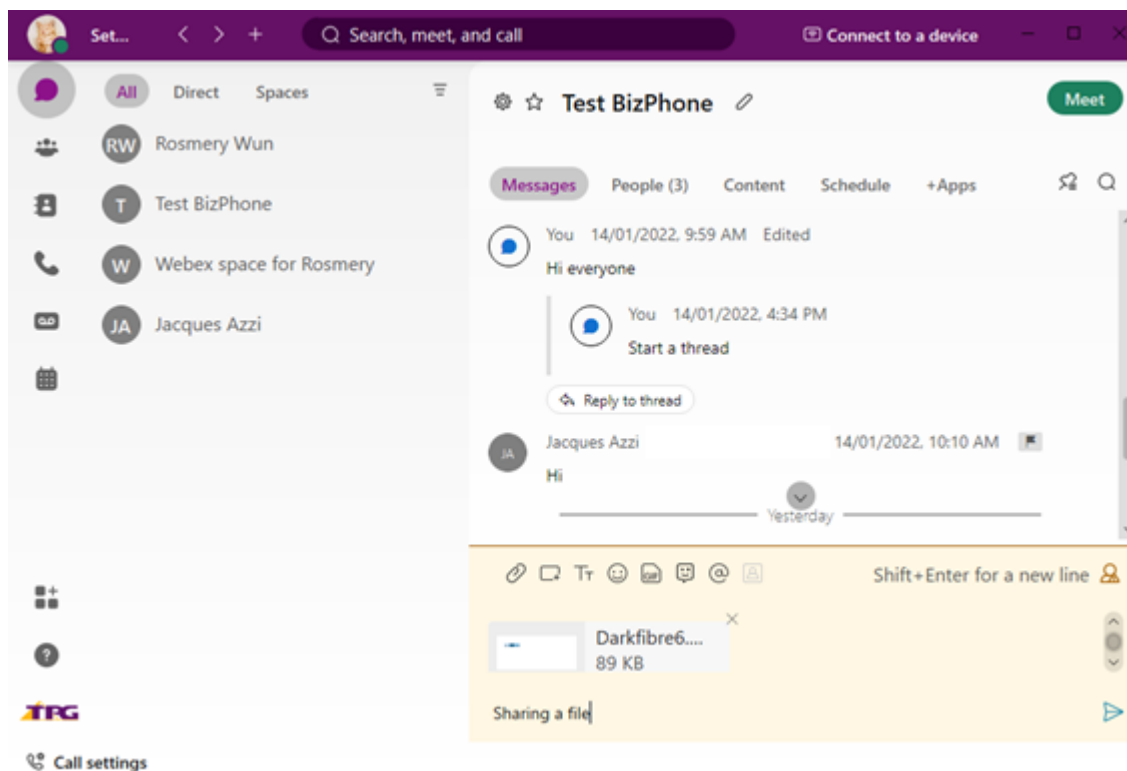 Set... Search, meet, and call Connect to a device
All Direct Spaces
RW Rosmery Wun
T Test BizPhone
W Webex space for Rosmery
JA Jacques Azzi
TPG
Call settings
Test BizPhone Meet
Messages People (3) Content Schedule +Apps
You 14/01/2022, 9:59 AM Edited
Hi everyone
You 14/01/2022, 4:34 PM
Start a thread
Reply to thread
JA Jacques Azzi 14/01/2022, 10:10 AM
Hi
Yesterday
GIF Shift+Enter for a new line
Darkfibre6....
89 KB
Sharing a file